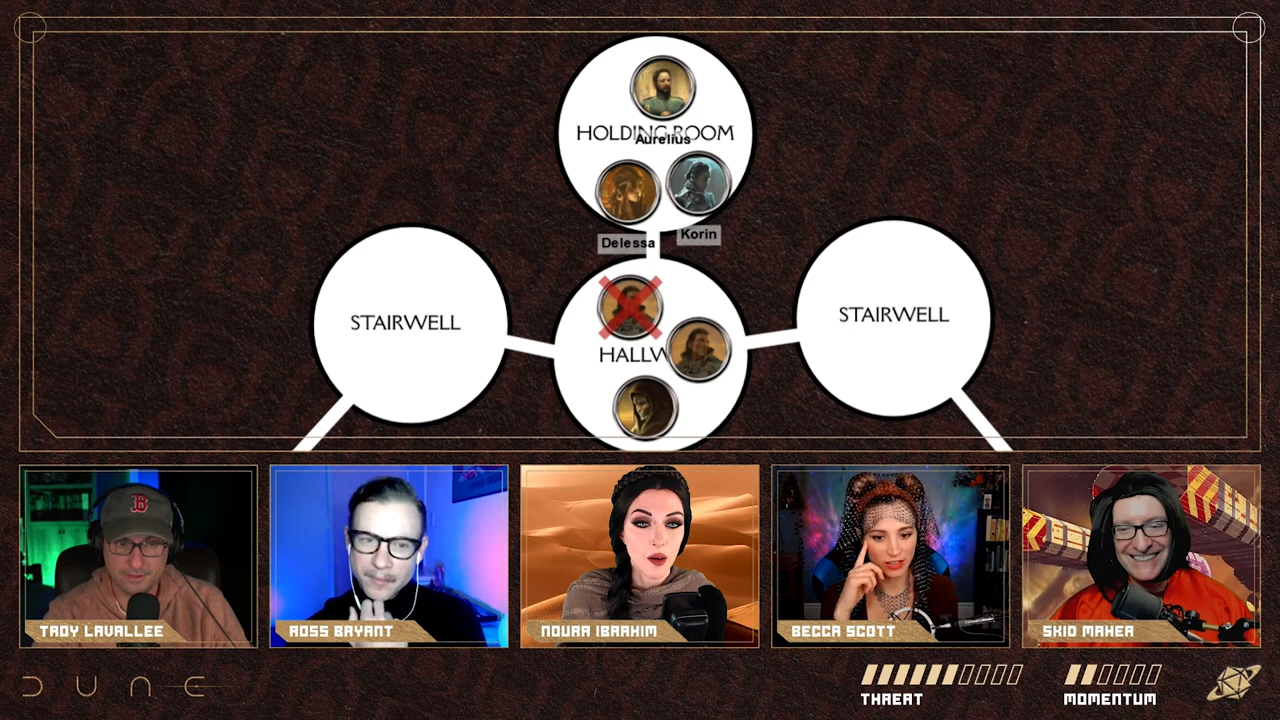 HOLDING ROOM
Aurelius
Delessa
Korin
STAIRWELL
HALLW
STAIRWELL
B
TROY LAVALLEE
ROSS BRYANT
NOURA IBRAHIM
BECCA SCOTT
SKID MAHER
DUNE
THREAT
MOMENTUM